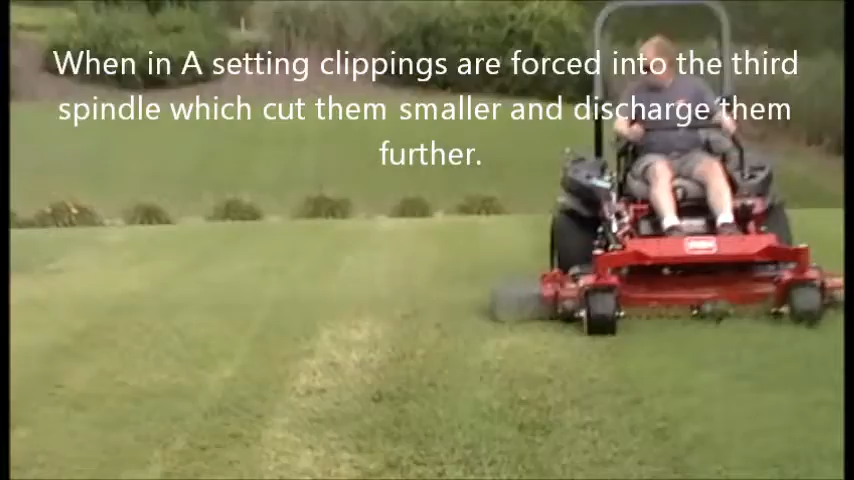 When in A setting clippings are forced into the third
spindle which cut them smaller and discharge them
further.